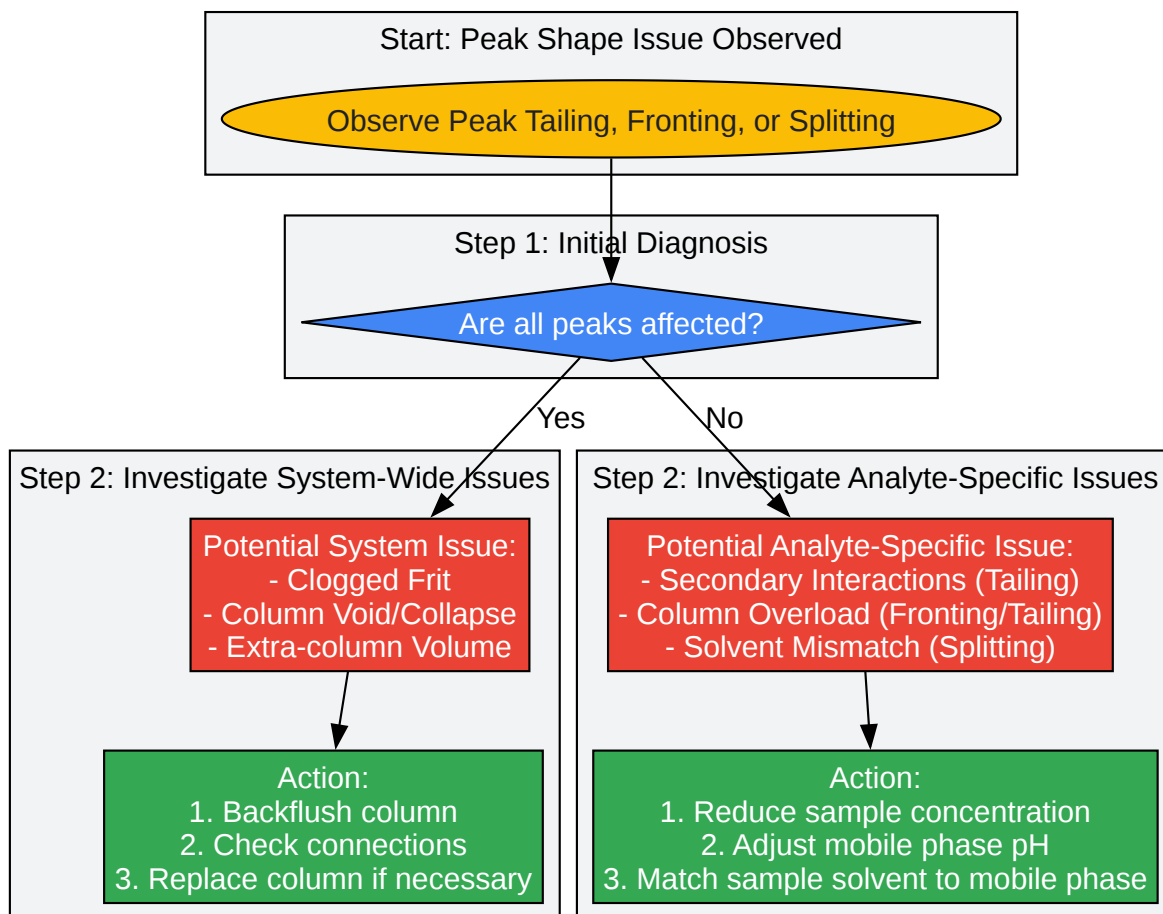 Start: Peak Shape Issue Observed
Observe Peak Tailing, Fronting, or Splitting
Step 1: Initial Diagnosis
Are all peaks affected?
Yes
No
Step 2: Investigate System-Wide Issues
Potential System Issue:
- Clogged Frit
- Column Void/Collapse
- Extra-column Volume
Action:
1. Backflush column
2. Check connections
3. Replace column if necessary
Step 2: Investigate Analyte-Specific Issues
Potential Analyte-Specific Issue:
- Secondary Interactions (Tailing)
- Column Overload (Fronting/Tailing)
- Solvent Mismatch (Splitting)
Action:
1. Reduce sample concentration
2. Adjust mobile phase pH
3. Match sample solvent to mobile phase